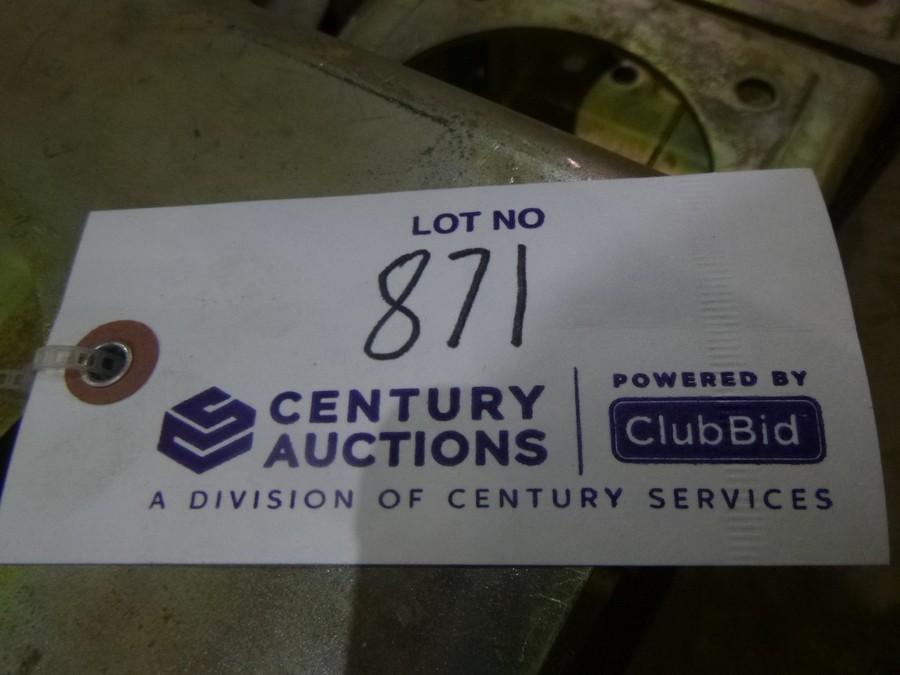 LOT NO
871
CENTURY
AUCTIONS
POWERED BY
ClubBid
A DIVISION OF CENTURY SERVICES